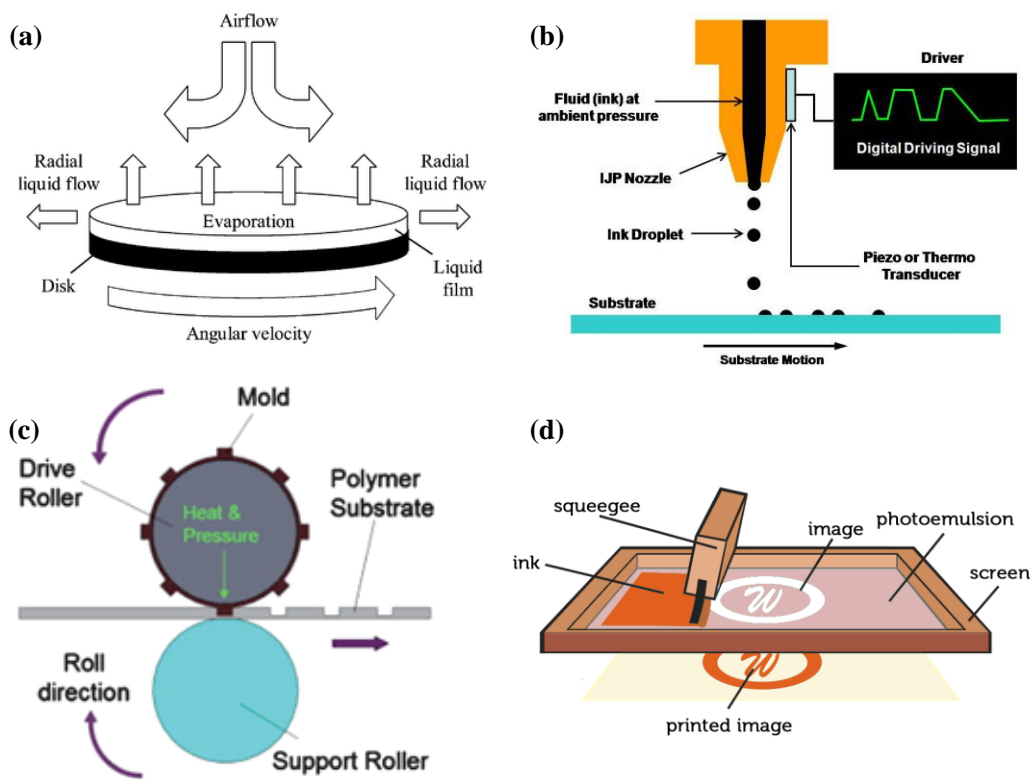 (a)
Airflow
Radial
liquid flow
Radial
liquid flow
Evaporation
Disk
Liquid
film
Angular velocity
(b)
Driver
Fluid (ink) at
ambient pressure
Digital Driving Signal
IJP Nozzle
Ink Droplet
Piezo or Thermo
Transducer
Substrate
Substrate Motion
(c)
Mold
Drive
Roller
Polymer
Substrate
Heat &
Pressure
Roll
direction
Support Roller
(d)
squeegee
image
photoemulsion
ink
screen
W
W
printed image